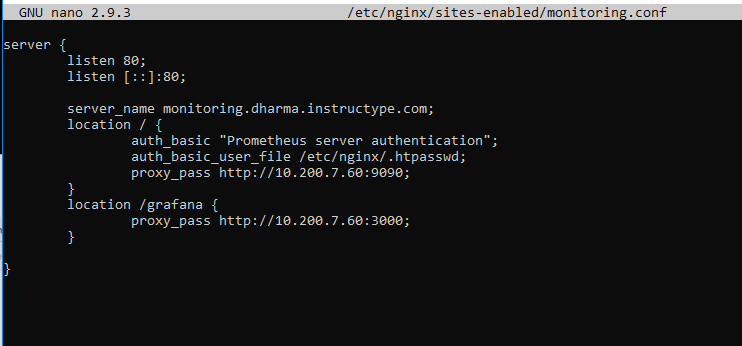 GNU nano 2.9.3 /etc/nginx/sites-enabled/monitoring.conf
server {
listen 80;
listen [::]:80;
server_name monitoring.dharma.instructype.com;
location / {
auth_basic "Prometheus server authentication";
auth_basic_user_file /etc/nginx/.htpasswd;
proxy_pass http://10.200.7.60:9090;
}
location /grafana {
proxy_pass http://10.200.7.60:3000;
}
}